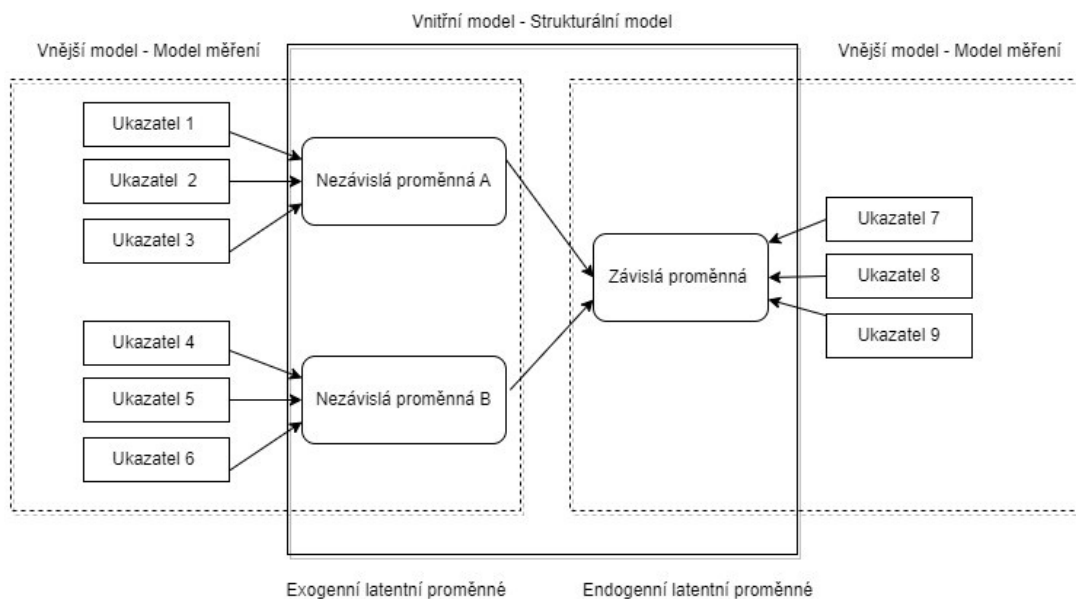 Vnitřní model - Strukturální model
Vnější model - Model měření
Vnější model - Model měření
Ukazatel 1
Ukazatel  2
Ukazatel 3
Nezávislá proměnná A
Ukazatel 4
Ukazatel 5
Ukazatel 6
Nezávislá proměnná B
Závislá proměnná
Ukazatel 7
Ukazatel 8
Ukazatel 9
Exogenní latentní proměnné
Endogenní latentní proměnné